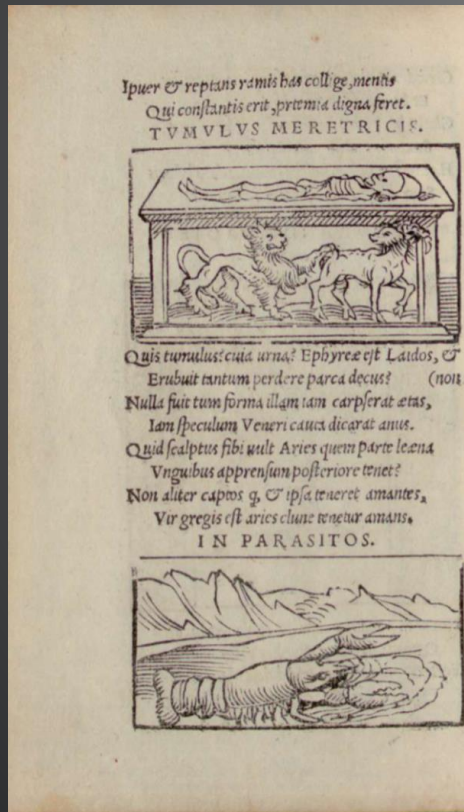 I puer & reptans ramis has collige, mentis
Qui constantis erit, præmia digna feret.
TVMVLVS MERETRICIS.
Quis tumulus? cuia urna? Ephyreæ est Laidos, &
Erubuit tantum perdere parca decus? (non
Nulla fuit tum forma illam iam carpserat ætas,
Iam speculum Veneri cauta dicarat anus.
Quid scalptus sibi uult Aries quem parte leæna
Vnguibus apprensum posteriore tenet?
Non aliter captos q, & ipsa teneret amantes,
Vir gregis est aries clune tenetur amans.
IN PARASITOS.